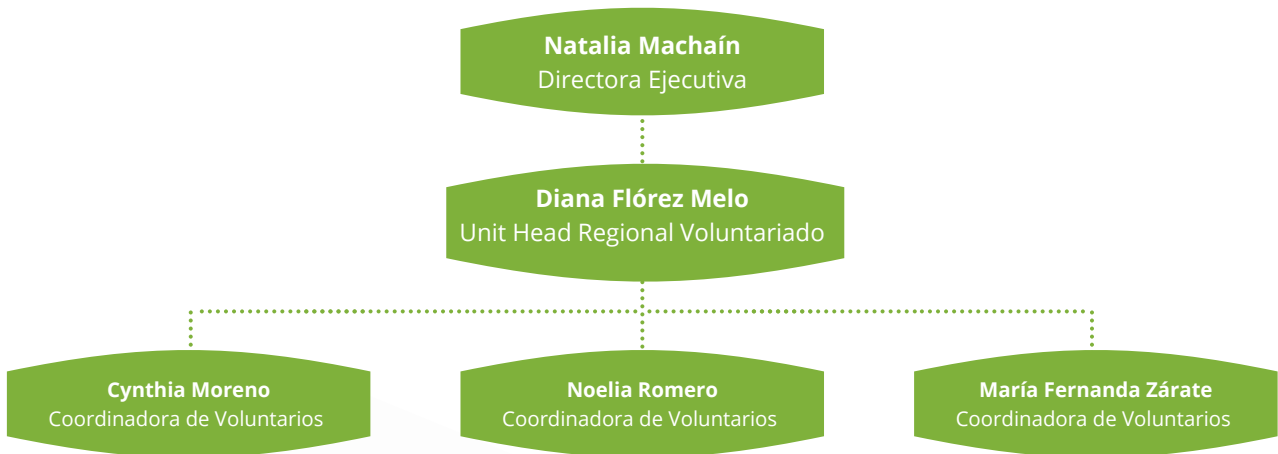 Natalia Machaín
Directora Ejecutiva
Diana Flórez Melo
Unit Head Regional Voluntariado
Cynthia Moreno
Coordinadora de Voluntarios
Noelia Romero
Coordinadora de Voluntarios
María Fernanda Zárate
Coordinadora de Voluntarios